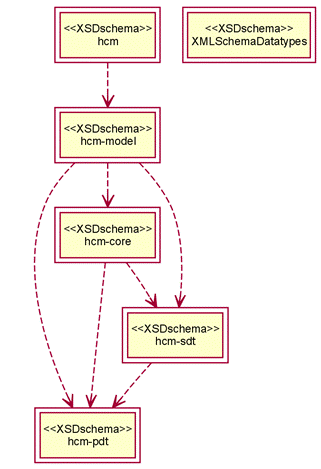 <<XSDschema>>
hcm
<<XSDschema>>
XMLSchemaDatatypes
<<XSDschema>>
hcm-model
<<XSDschema>>
hcm-core
<<XSDschema>>
hcm-sdt
<<XSDschema>>
hcm-pdt